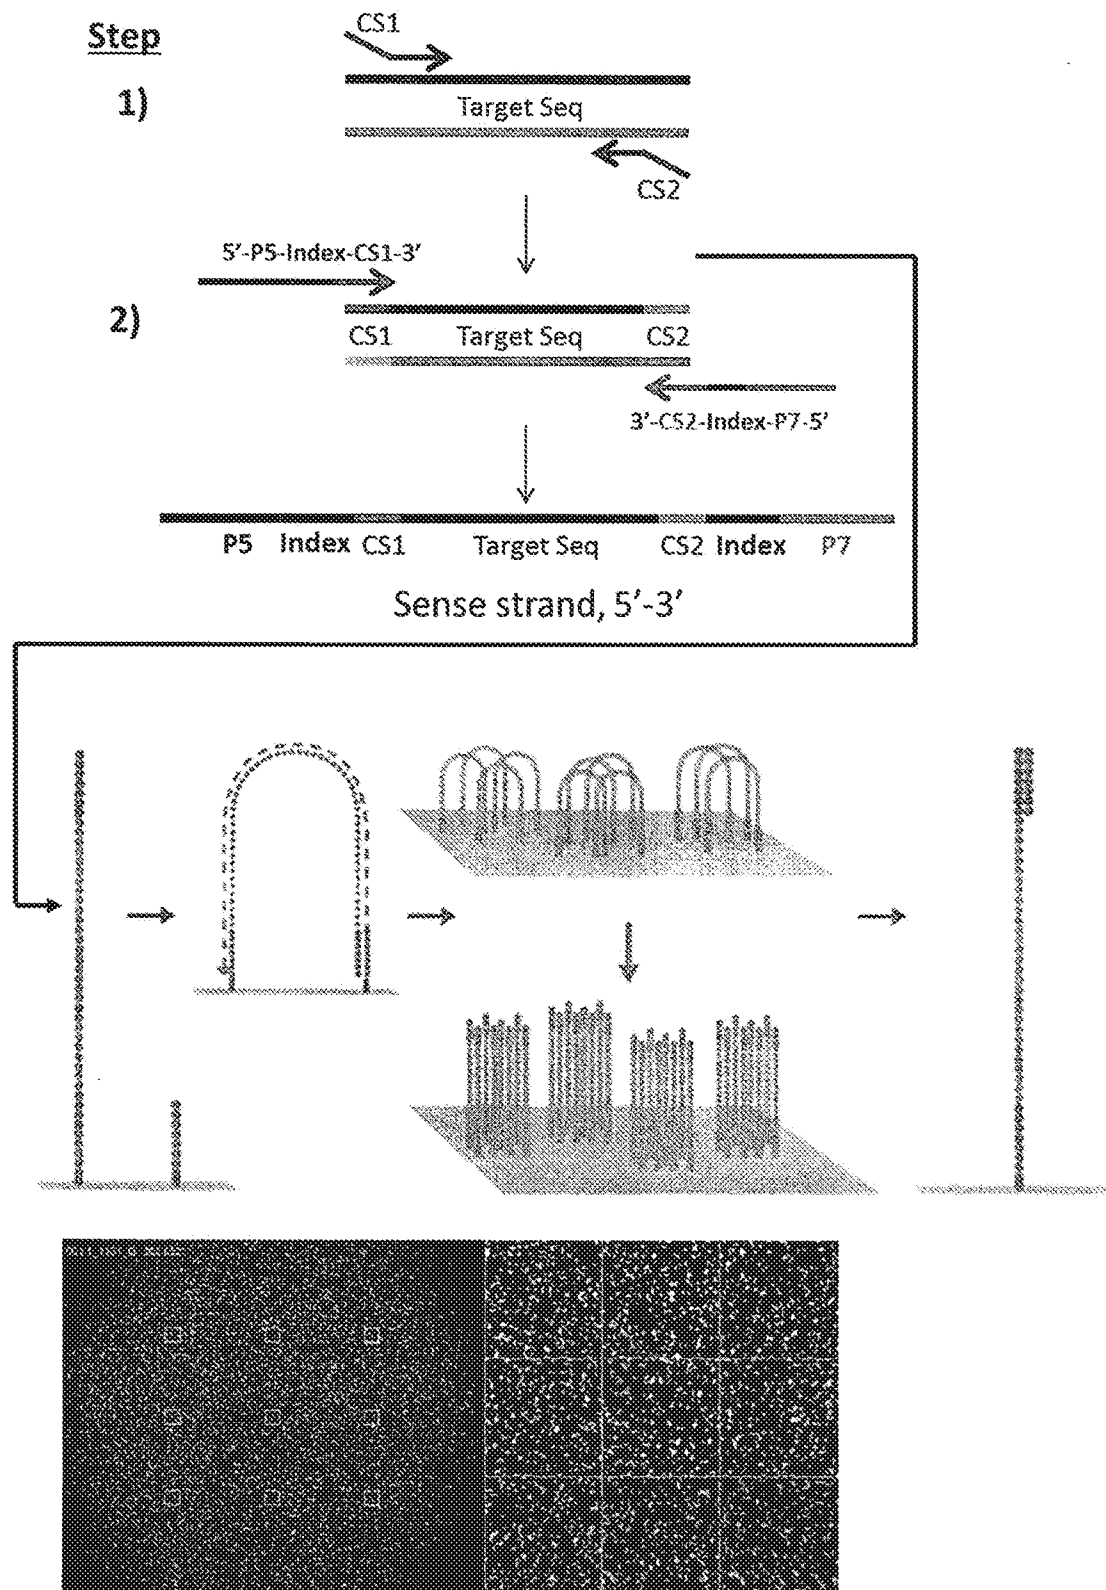 Step
CS1
1)
Target Seq
CS2
5'-P5-Index-CS1-3'
2)
CS1 Target Seq CS2
3'-CS2-Index-P7-5'
P5 Index CS1 Target Seq CS2 Index P7
Sense strand, 5'-3'